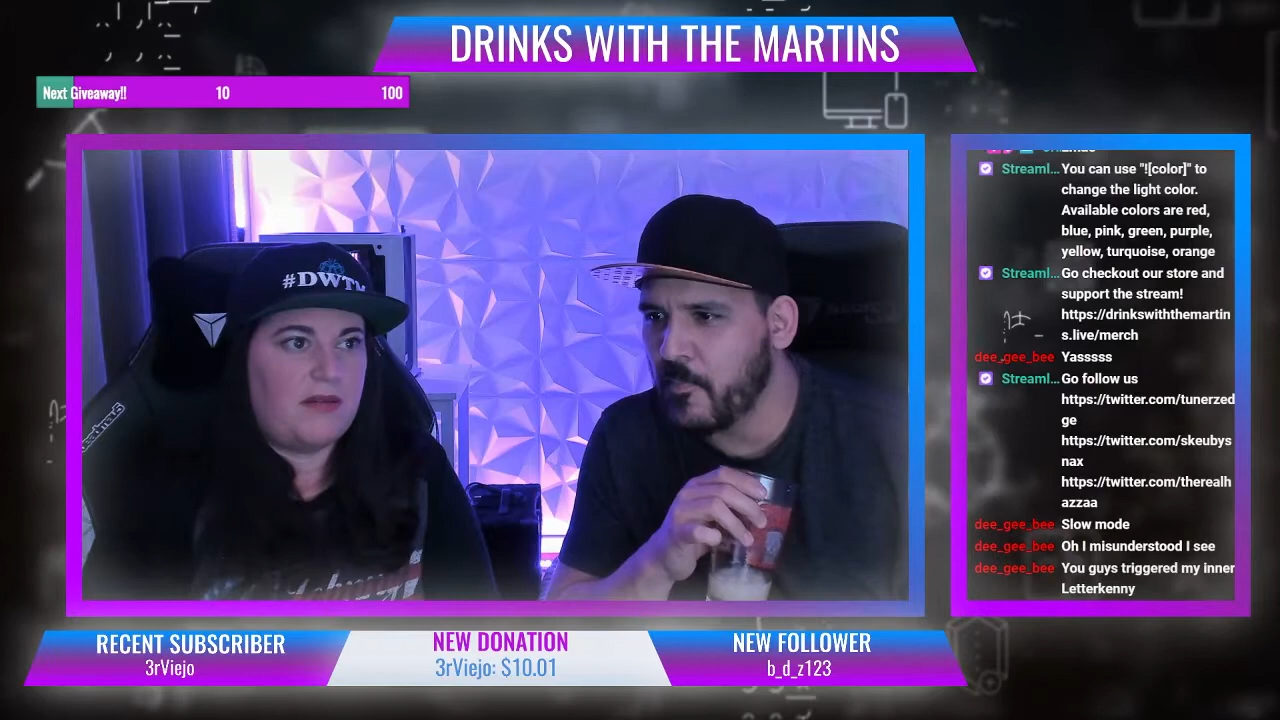 DRINKS WITH THE MARTINS
Next Giveaway!! 10 100
#DWTM
Streaml... You can use "![color]" to
change the light color.
Available colors are red,
blue, pink, green, purple,
yellow, turquoise, orange
Streaml... Go checkout our store and
support the stream!
https://drinkswiththemartin
s.live/merch
dee_gee_bee Yasssss
Streaml... Go follow us
https://twitter.com/tunerzed
ge
https://twitter.com/skeubys
nax
https://twitter.com/therealh
azzaa
dee_gee_bee Slow mode
dee_gee_bee Oh I misunderstood I see
dee_gee_bee You guys triggered my inner
Letterkenny
RECENT SUBSCRIBER
3rViejo
NEW DONATION
3rViejo: $10.01
NEW FOLLOWER
b_d_z123